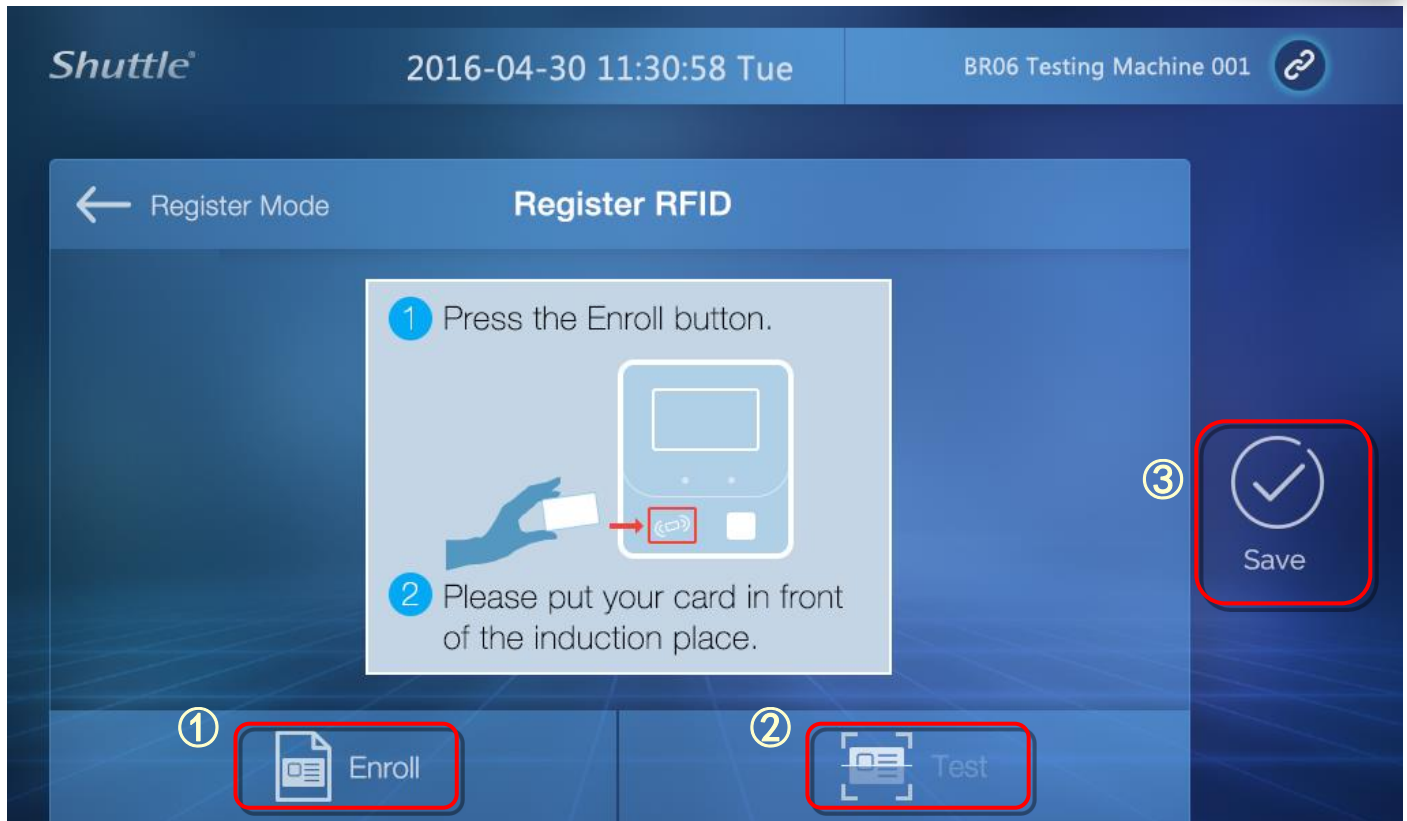 Shuttle®
2016-04-30 11:30:58 Tue
BR06 Testing Machine 001
Register Mode
Register RFID
1 Press the Enroll button.
2 Please put your card in front
of the induction place.
③
Save
①
Enroll
②
Test